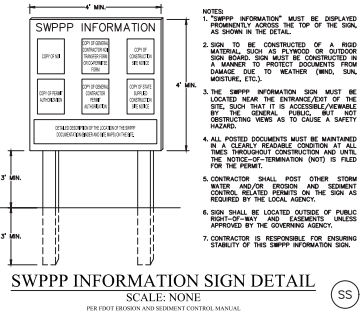 4' MIN.
SWPPP INFORMATION
COPY OF NOI
COPY OF GENERAL
CONTRACTOR NOI/
TRANSFER FORM
FORM
COPY OF
CONSTRUCTION
SITE NOTICE
COPY OF PERMIT
AUTHORIZATION
COPY OF GENERAL
CONTRACTOR
PERMIT
AUTHORIZATION
COPY OF STATE
CONSTRUCTION
SITE NOTICE
DETAILED DESCRIPTION OF THE LOCATION OF THE SWPPP
4' MIN.
3' MIN.
3' MIN.
NOTES:
1. "SWPPP INFORMATION" MUST BE DISPLAYED
PROMINENTLY ACROSS THE TOP OF THE SIGN,
AS SHOWN IN THE DETAIL.
2. SIGN TO BE CONSTRUCTED OF A RIGID
MATERIAL, SUCH AS PLYWOOD OR OUTDOOR
SIGN BOARD. SIGN MUST BE CONSTRUCTED IN
A MANNER TO PROTECT DOCUMENTS FROM
DAMAGE DUE TO WEATHER (WIND, SUN,
MOISTURE, ETC.).
3. THE SWPPP INFORMATION SIGN MUST BE
LOCATED NEAR THE ENTRANCE/EXIT OF THE
SITE, SUCH THAT IT IS ACCESSIBLE/VIEWABLE
BY THE GENERAL PUBLIC, BUT NOT
OBSTRUCTING VIEWS AS TO CAUSE A SAFETY
HAZARD.
4. ALL POSTED DOCUMENTS MUST BE MAINTAINED
IN A CLEARLY READABLE CONDITION AT ALL
TIMES THROUGHOUT CONSTRUCTION AND UNTIL
THE NOTICE-OF-TERMINATION (NOT) IS FILED
FOR THE PERMIT.
5. CONTRACTOR SHALL POST OTHER STORM
WATER AND/OR EROSION AND SEDIMENT
CONTROL RELATED PERMITS ON THE SIGN AS
REQUIRED BY THE LOCAL AGENCY.
6. SIGN SHALL BE LOCATED OUTSIDE OF PUBLIC
RIGHT-OF-WAY AND EASEMENTS UNLESS
APPROVED BY THE GOVERNING AGENCY.
7. CONTRACTOR IS RESPONSIBLE FOR ENSURING
STABILITY OF THIS SWPPP INFORMATION SIGN.
SWPPP INFORMATION SIGN DETAIL
SCALE: NONE
PER FDOT EROSION AND SEDIMENT CONTROL MANUAL
SS